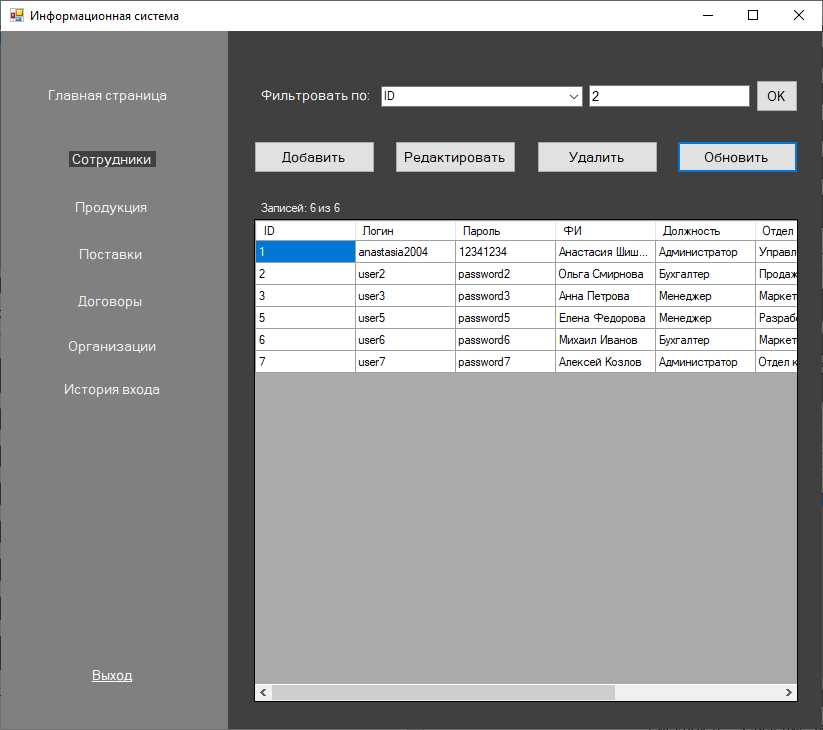 Информационная система
Главная страница
Сотрудники
Продукция
Поставки
Договоры
Организации
История входа
Выход
Фильтровать по: ID 2 OK
Добавить Редактировать Удалить Обновить
Записей: 6 из 6
ID Логин Пароль ФИ Должность Отдел
1 anastasia2004 12341234 Анастасия Шиш... Администратор Управл
2 user2 password2 Ольга Смирнова Бухгалтер Продаж
3 user3 password3 Анна Петрова Менеджер Маркет
5 user5 password5 Елена Федорова Менеджер Разраб
6 user6 password6 Михаил Иванов Бухгалтер Маркет
7 user7 password7 Алексей Козлов Администратор Отдел к